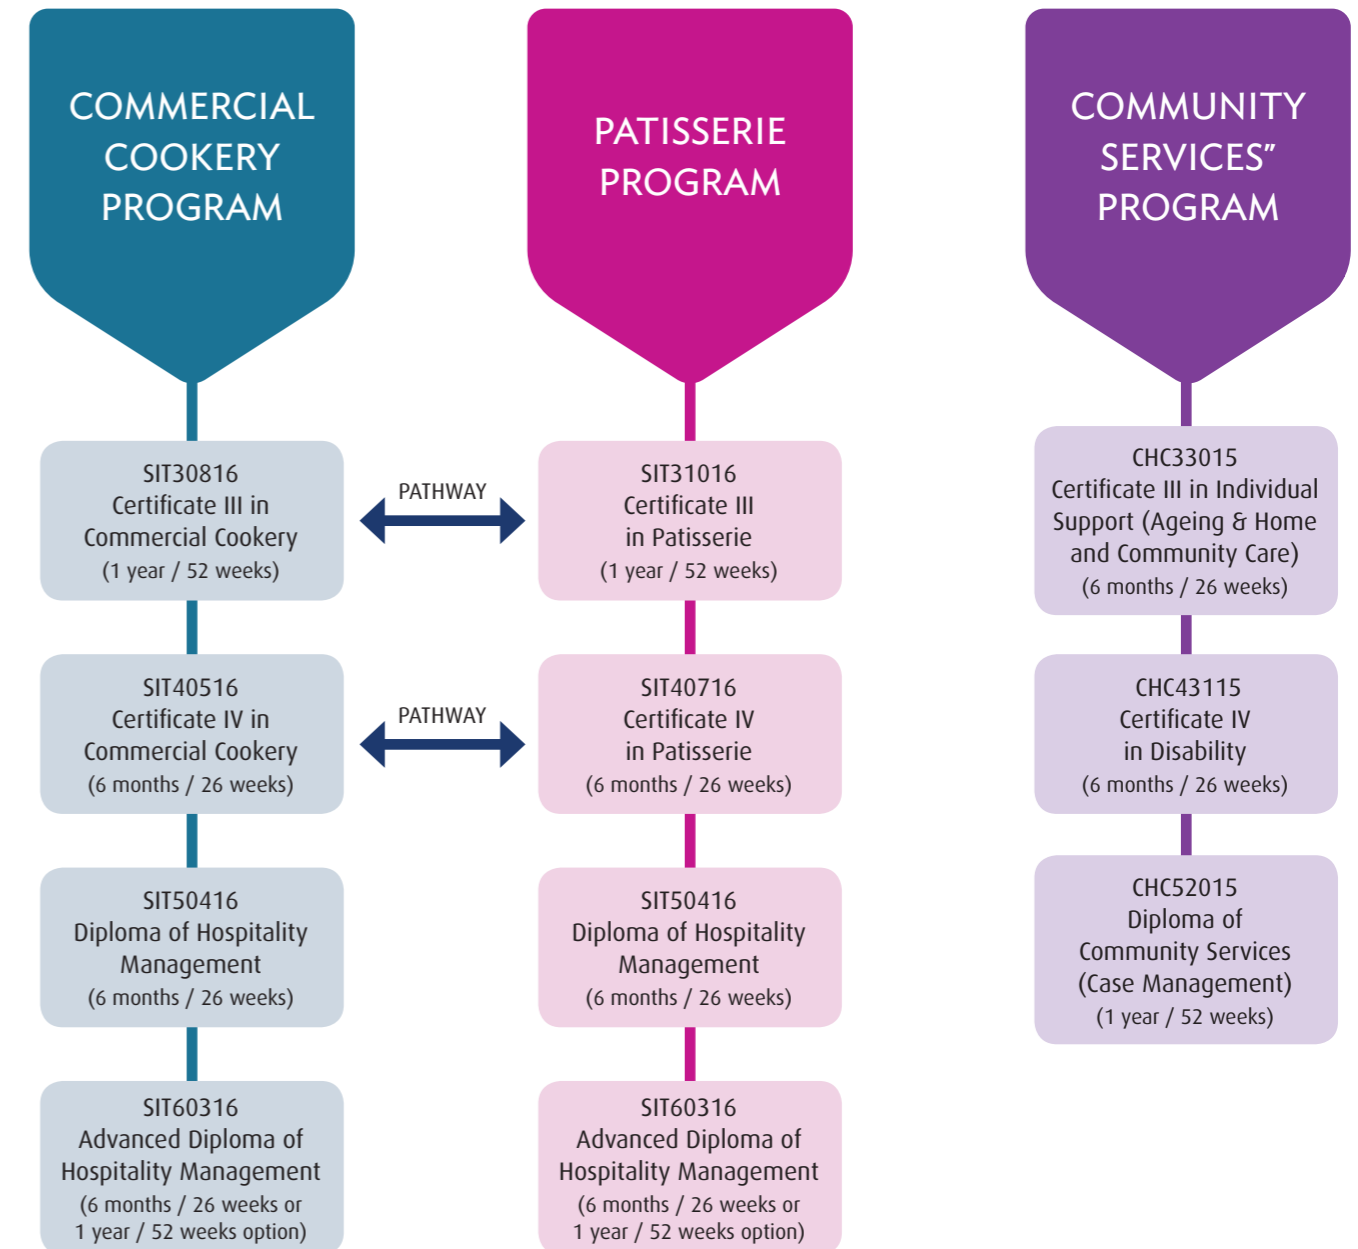 COMMERCIAL
COOKERY
PROGRAM
SIT30816
Certificate III in
Commercial Cookery
(1 year / 52 weeks)
SIT40516
Certificate IV in
Commercial Cookery
(6 months / 26 weeks)
SIT50416
Diploma of Hospitality
Management
(6 months / 26 weeks)
SIT60316
Advanced Diploma of
Hospitality Management
(6 months / 26 weeks or
1 year / 52 weeks option)
PATHWAY
PATHWAY
PATISSERIE
PROGRAM
SIT31016
Certificate III
in Patisserie
(1 year / 52 weeks)
SIT40716
Certificate IV
in Patisserie
(6 months / 26 weeks)
SIT50416
Diploma of Hospitality
Management
(6 months / 26 weeks)
SIT60316
Advanced Diploma of
Hospitality Management
(6 months / 26 weeks or
1 year / 52 weeks option)
COMMUNITY
SERVICES”
PROGRAM
CHC33015
Certificate III in Individual
Support (Ageing & Home
and Community Care)
(6 months / 26 weeks)
CHC43115
Certificate IV
in Disability
(6 months / 26 weeks)
CHC52015
Diploma of
Community Services
(Case Management)
(1 year / 52 weeks)